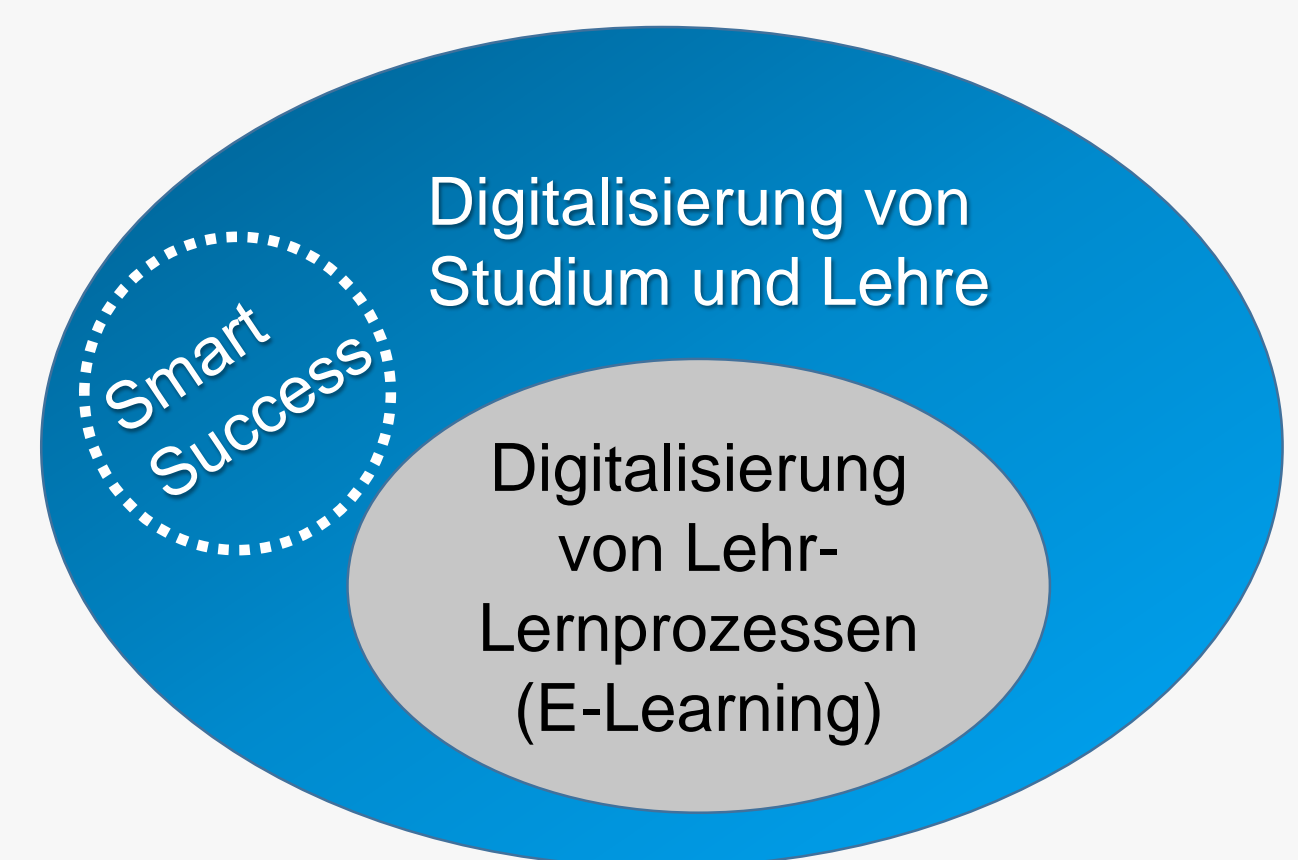 Digitalisierung von
Studium und Lehre
Smart
Success
Digitalisierung
von Lehr-
Lernprozessen
(E-Learning)